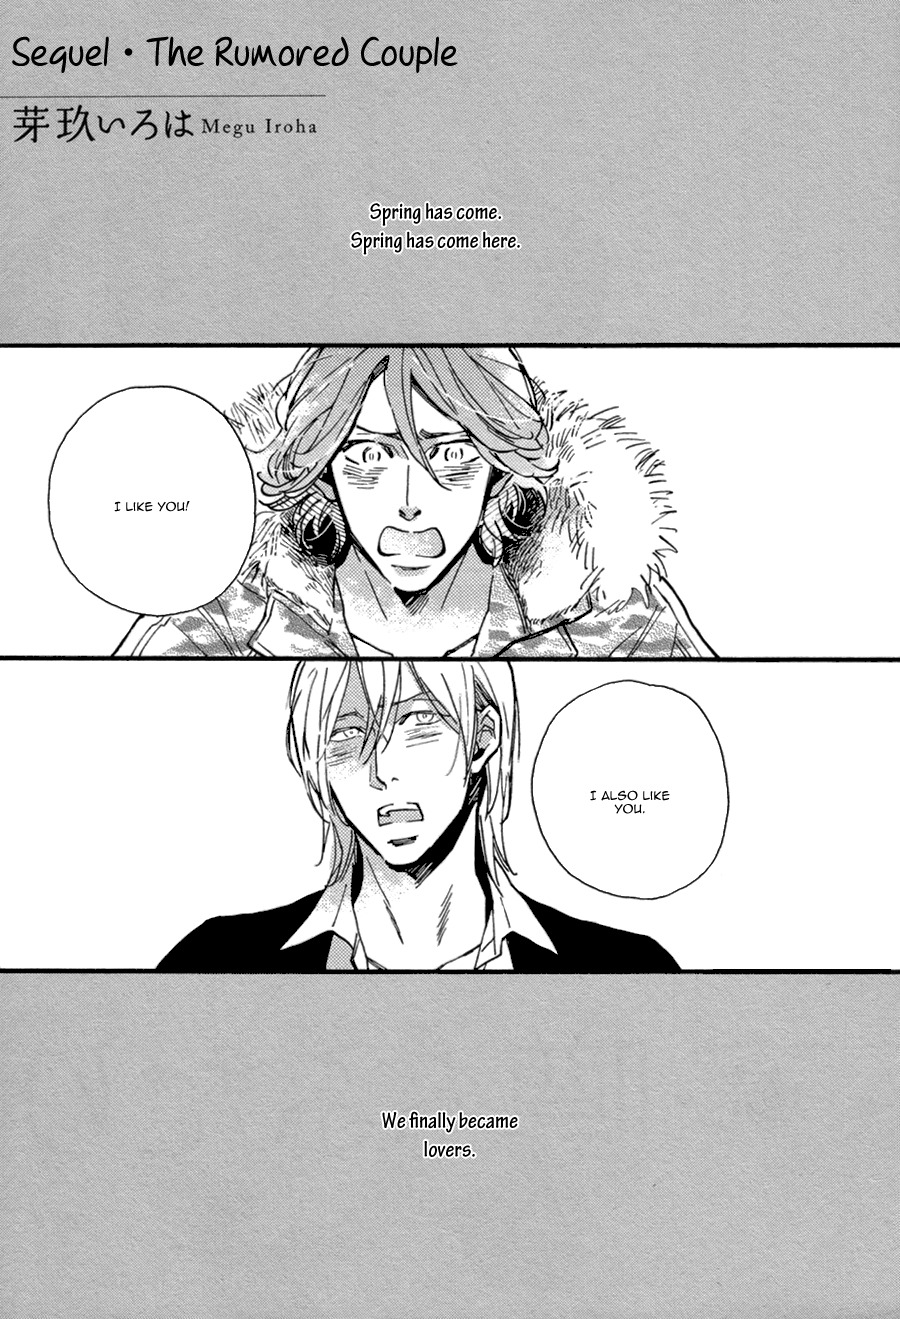 Sequel • The Rumored Couple
芽玖いろは Megu Iroha
Spring has come.
Spring has come here.
I LIKE YOU!
I ALSO LIKE
YOU.
We finally became
lovers.